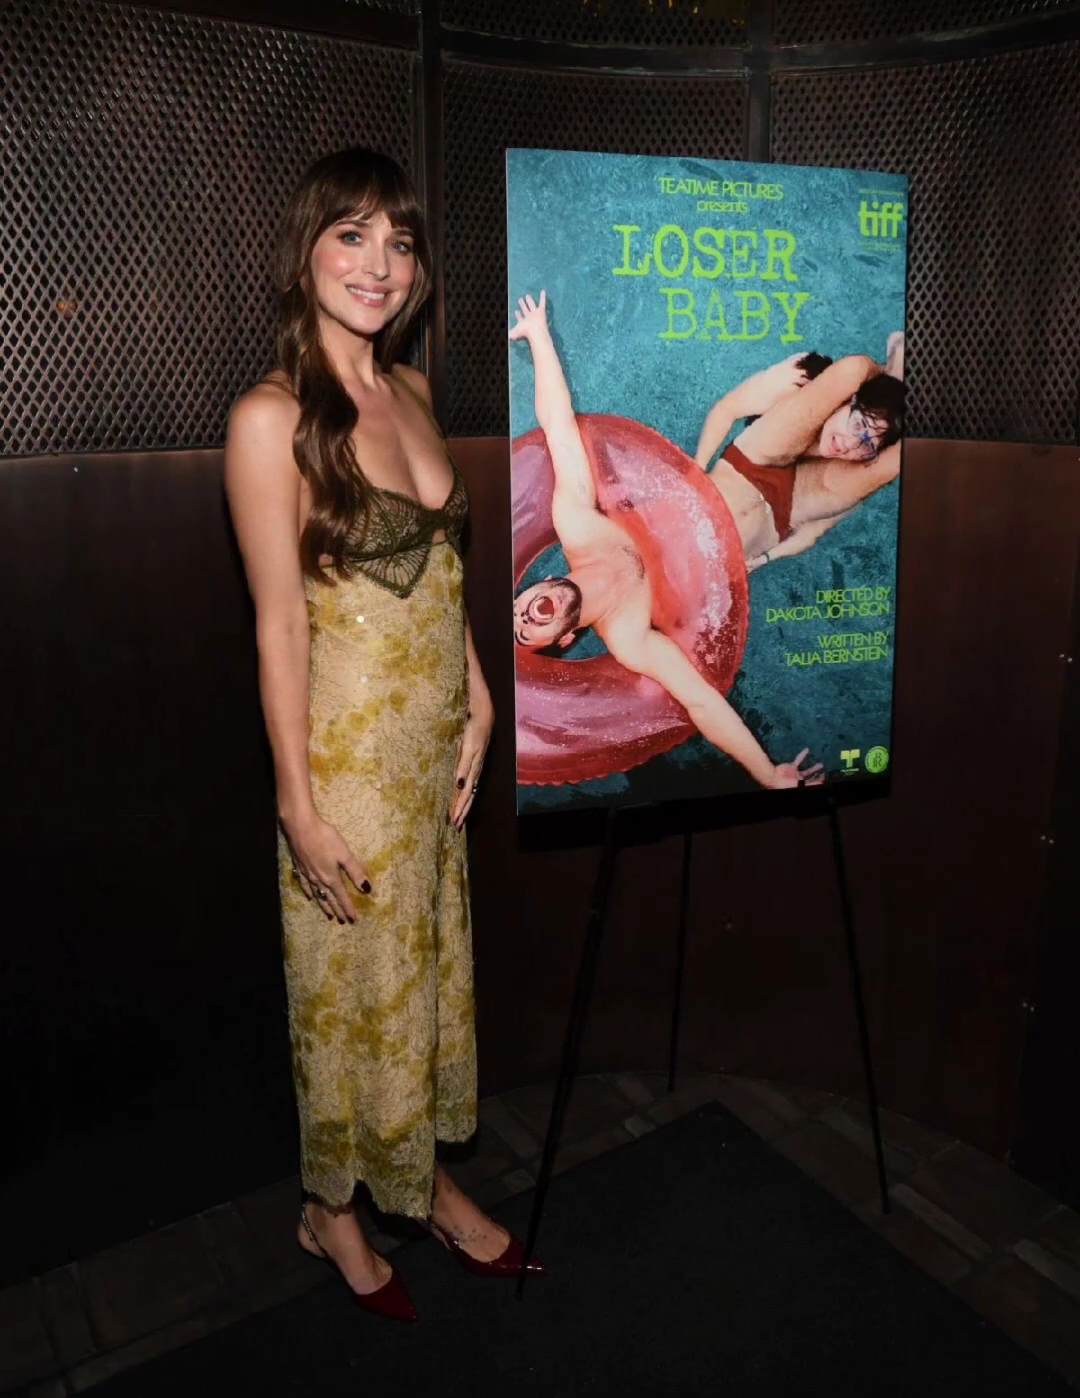 TEATIME PICTURES
presents
tiff
LOSER
BABY
DIRECTED BY
DAKOTA JOHNSON
WRITTEN BY
TALIA BERNSTEIN